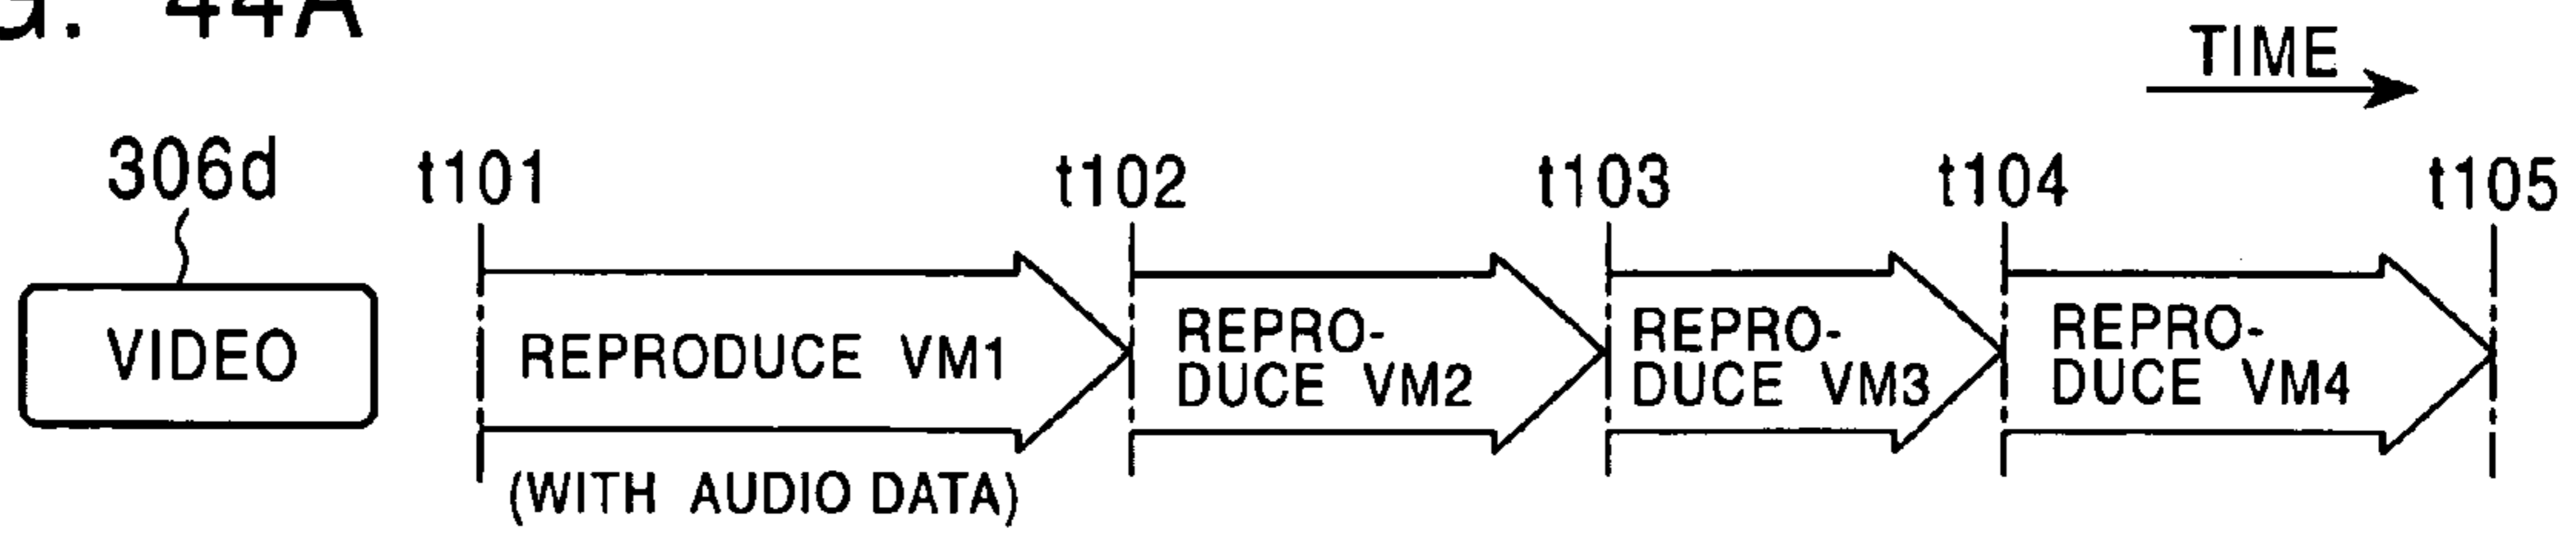 G. 44A
TIME
306d
t101
t102
t103
t104
t105
VIDEO
REPRODUCE VM1
REPRO-
DUCE VM2
REPRO-
DUCE VM3
REPRO-
DUCE VM4
(WITH AUDIO DATA)